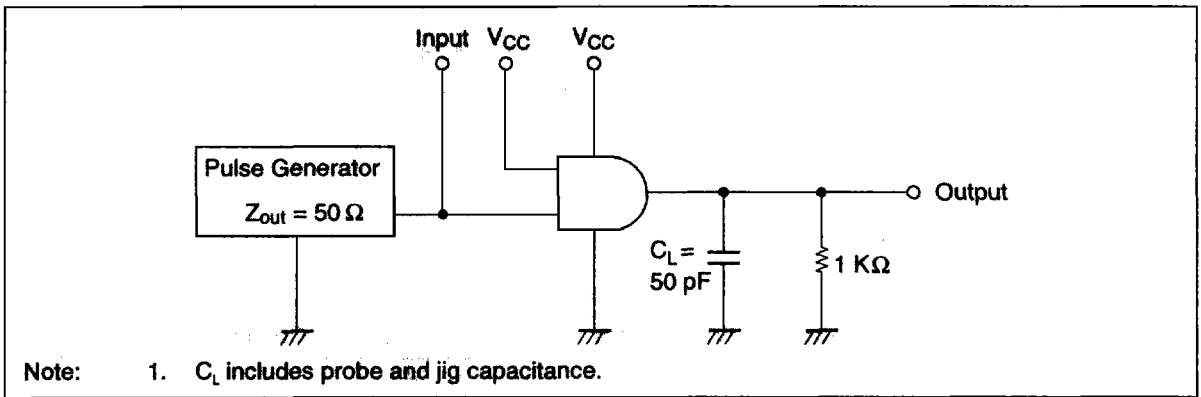 Input VCC VCC
Pulse Generator
Zout = 50 Ω
Output
CL =
50 pF
1 KΩ
Note: 1. CL includes probe and jig capacitance.